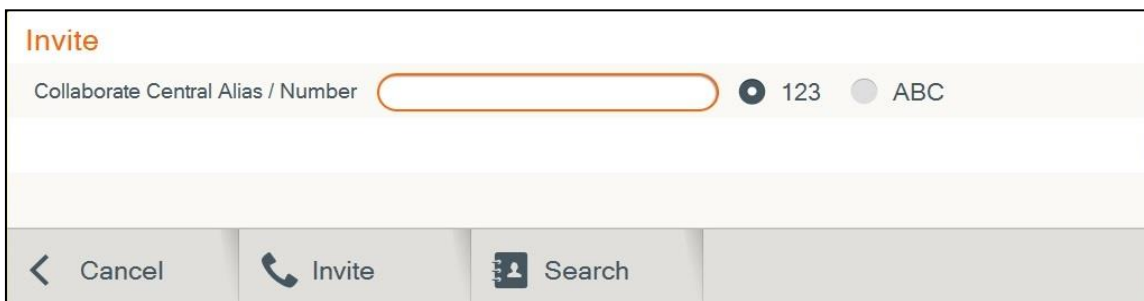 Invite
Collaborate Central Alias / Number 123 ABC
Cancel Invite Search